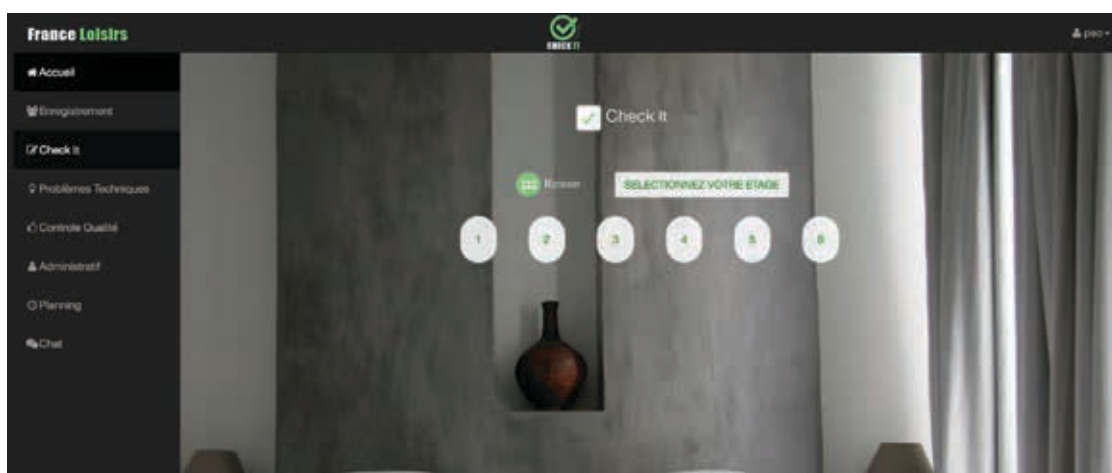 France Loisirs
CHECK IT
Accueil
Enregistrement
Check It
Problèmes Techniques
Controle Qualité
Administratif
Planning
Chat
Check It
SELECTIONNEZ VOTRE ETAGE
1 2 3 4 5 6